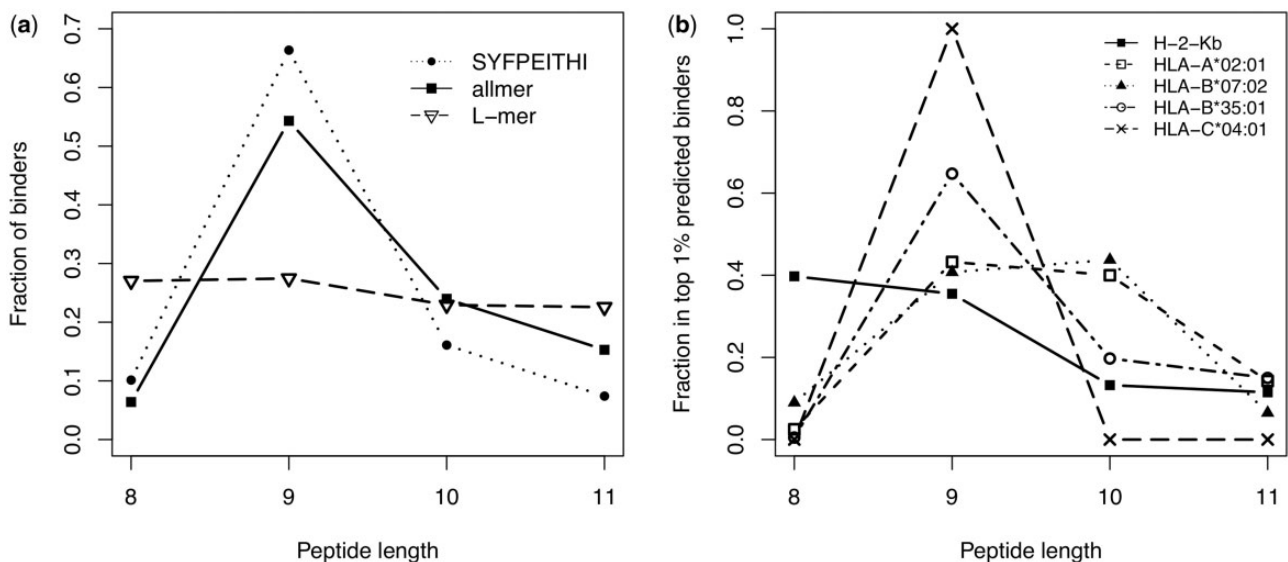 (a)
Fraction of binders
0.7
0.6
0.5
0.4
0.3
0.2
0.1
0.0
SYFPEITHI
allmer
L−mer
8 9 10 11
Peptide length
(b)
Fraction in top 1% predicted binders
1.0
0.8
0.6
0.4
0.2
0.0
H−2−Kb
HLA−A*02:01
HLA−B*07:02
HLA−B*35:01
HLA−C*04:01
8 9 10 11
Peptide length